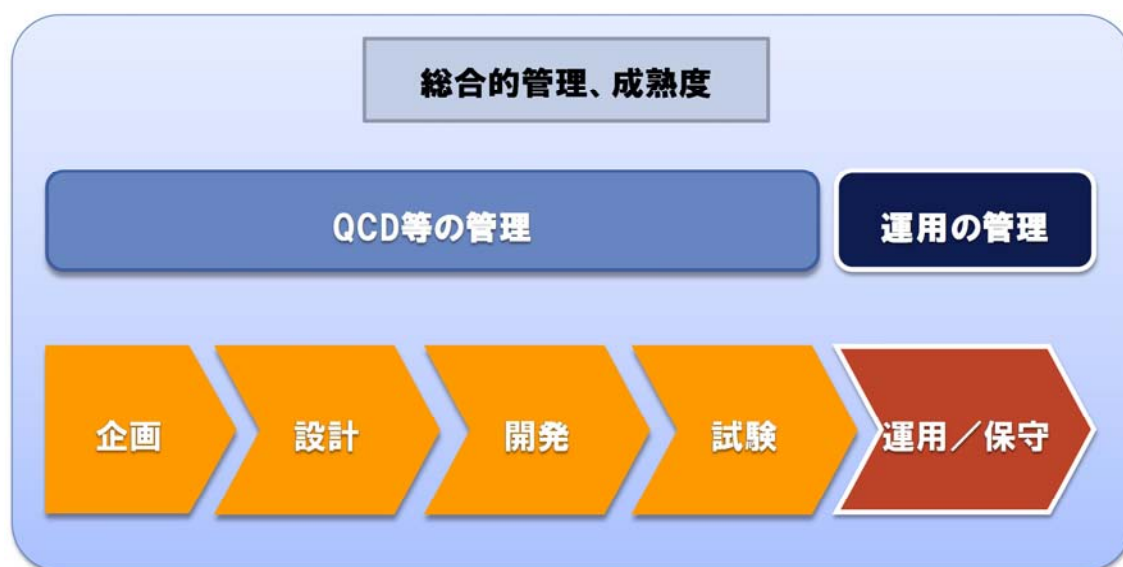 総合的管理、成熟度
QCD等の管理
運用の管理
企画
設計
開発
試験
運用／保守